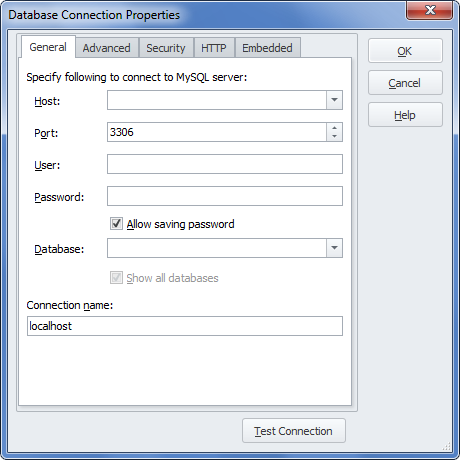 Database Connection Properties
General Advanced Security HTTP Embedded
OK
Cancel
Help
Specify following to connect to MySQL server:
Host:
Port: 3306
User:
Password:
Allow saving password
Database:
Show all databases
Connection name:
localhost
Test Connection